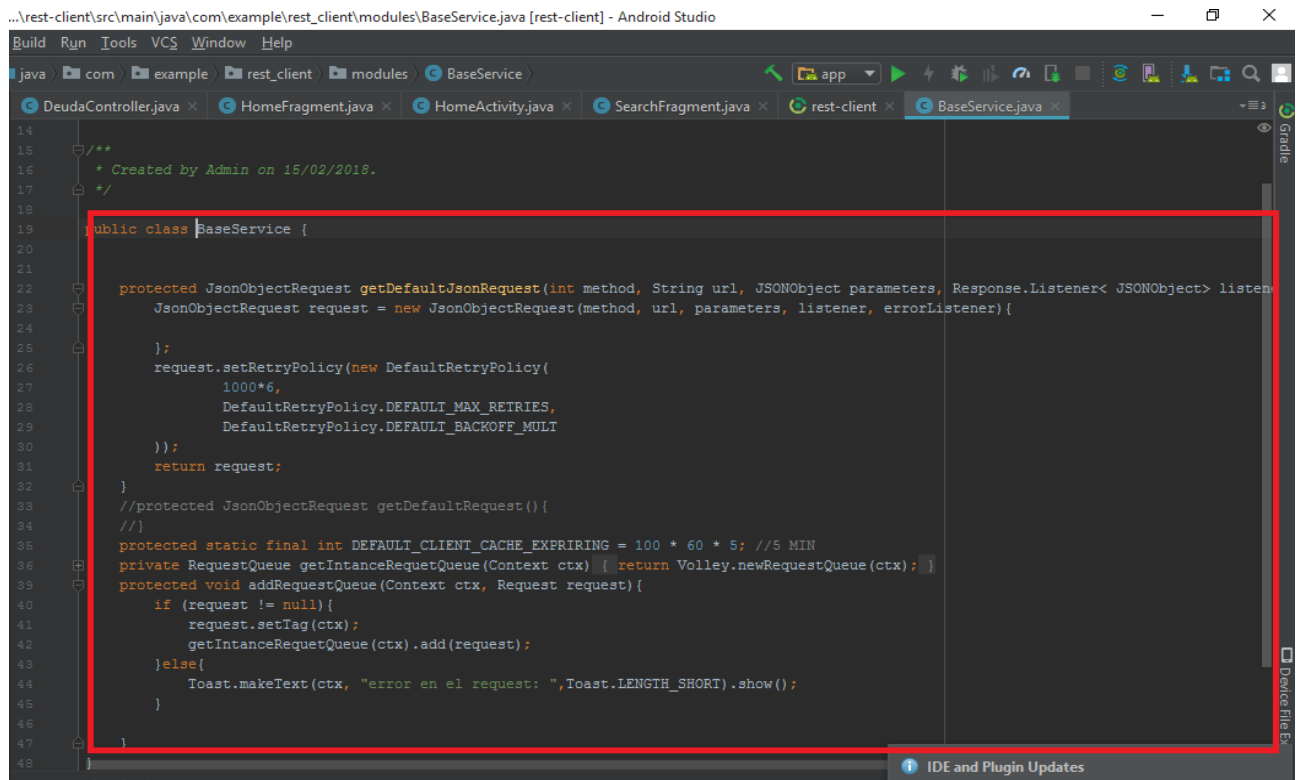 ...\rest-client\src\main\java\com\example\rest_client\modules\BaseService.java [rest-client] - Android Studio
Build Run Tools VCS Window Help
java com example rest_client modules BaseService app
DeudaController.java HomeFragment.java HomeActivity.java SearchFragment.java rest-client BaseService.java 3
Gradle
14
15 /**
16 * Created by Admin on 15/02/2018.
17 */
18
19 public class BaseService {
20
21
22 protected JsonObjectRequest getDefaultJsonRequest(int method, String url, JSONObject parameters, Response.Listener< JSONObject> listene
23 JsonObjectRequest request = new JsonObjectRequest(method, url, parameters, listener, errorListener){
24
25 };
26 request.setRetryPolicy(new DefaultRetryPolicy(
27 1000*6,
28 DefaultRetryPolicy.DEFAULT_MAX_RETRIES,
29 DefaultRetryPolicy.DEFAULT_BACKOFF_MULT
30 ));
31 return request;
32 }
33 //protected JsonObjectRequest getDefaultRequest(){
34 //}
35 protected static final int DEFAULT_CLIENT_CACHE_EXPRIRING = 100 * 60 * 5; //5 MIN
36 private RequestQueue getIntanceRequetQueue(Context ctx) { return Volley.newRequestQueue(ctx); }
39 protected void addRequestQueue(Context ctx, Request request){
40 if (request != null){
41 request.setTag(ctx);
42 getIntanceRequetQueue(ctx).add(request);
43 }else{
44 Toast.makeText(ctx, "error en el request: ",Toast.LENGTH_SHORT).show();
45 }
46
47 }
48 }
Device File Ex
IDE and Plugin Updates